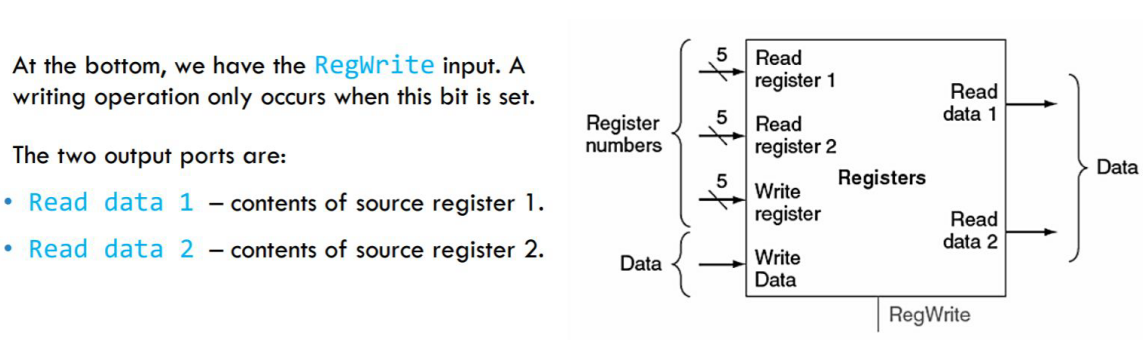 At the bottom, we have the RegWrite input. A
writing operation only occurs when this bit is set.
The two output ports are:
• Read data 1 – contents of source register 1.
• Read data 2 – contents of source register 2.
Register
numbers
Data
5
Read
register 1
5
Read
register 2
5
Write
register
Write
Data
Registers
Read
data 1
Read
data 2
Data
RegWrite